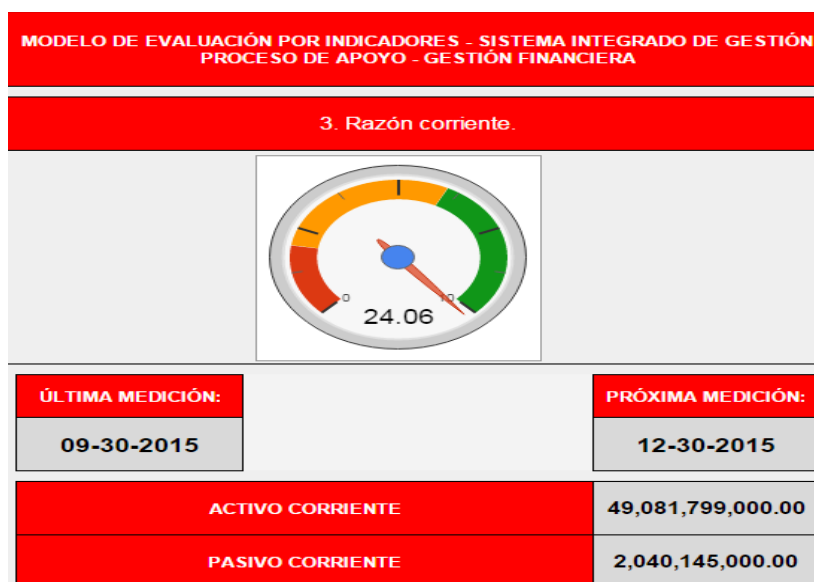 MODELO DE EVALUACIÓN POR INDICADORES - SISTEMA INTEGRADO DE GESTIÓN
PROCESO DE APOYO - GESTIÓN FINANCIERA
3. Razón corriente.
0
10
24.06
ÚLTIMA MEDICIÓN:
PRÓXIMA MEDICIÓN:
09-30-2015
12-30-2015
ACTIVO CORRIENTE
49,081,799,000.00
PASIVO CORRIENTE
2,040,145,000.00